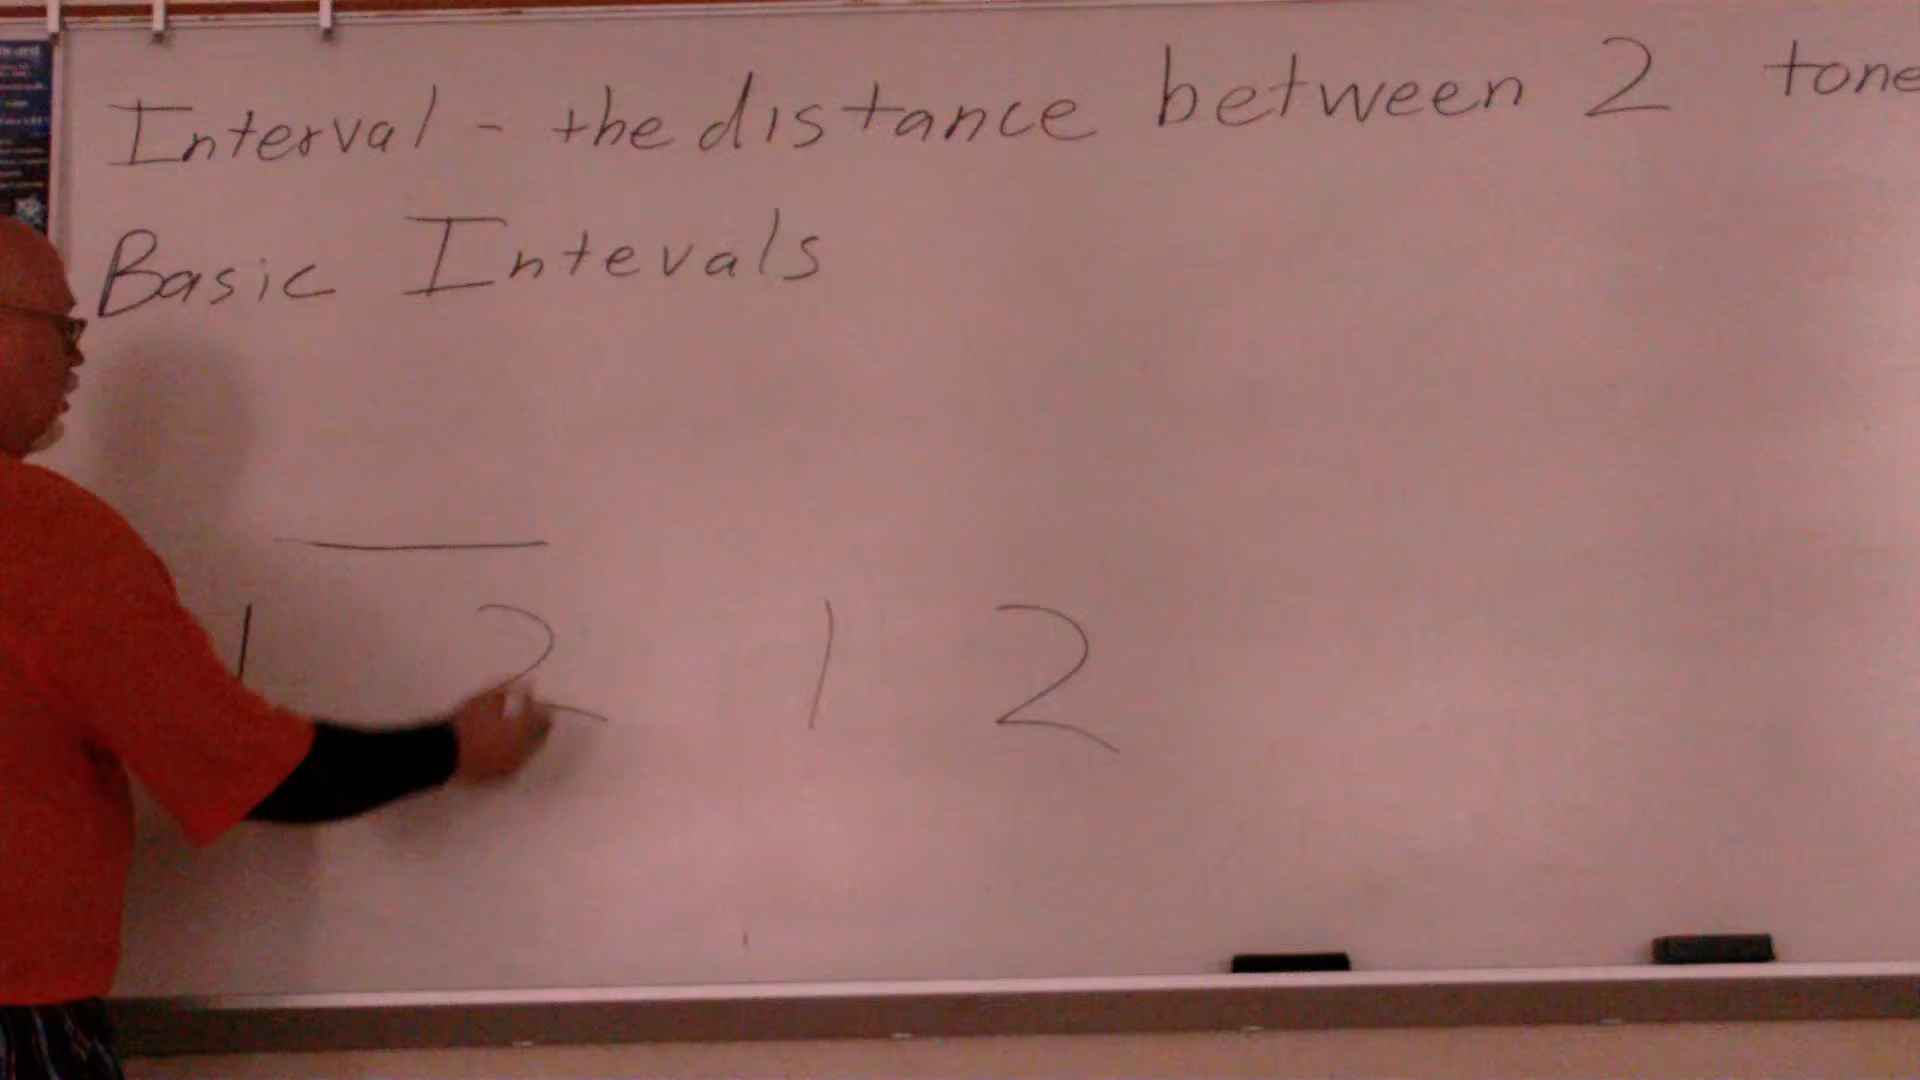 Interval - the distance between 2 tone
Basic Intevals
1 2 1 2